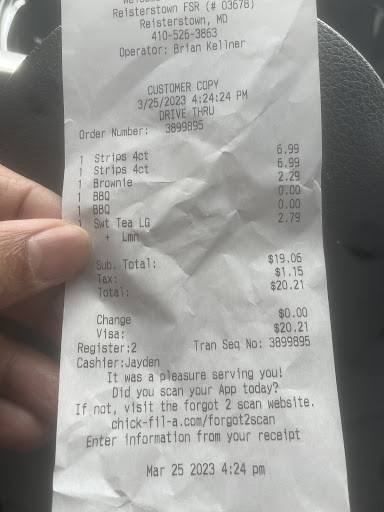 Reisterstown FSR (# 03678)
Reisterstown, MD
410-526-3863
Operator: Brian Kellner
CUSTOMER COPY
3/25/2023 4:24:24 PM
DRIVE THRU
Order Number: 3899895
1 Strips 4ct 6.99
1 Strips 4ct 6.99
1 Brownie 2.29
1 BBQ 0.00
1 BBQ 0.00
1 Swt Tea LG 2.79
+ Lmn
Sub. Total: $19.06
Tax: $1.15
Total: $20.21
Change $0.00
Visa: $20.21
Register:2 Tran Seq No: 3899895
Cashier:Jayden
It was a pleasure serving you!
Did you scan your App today?
If not, visit the forgot 2 scan website.
chick-fil-a.com/forgot2scan
Enter information from your receipt
Mar 25 2023 4:24 pm